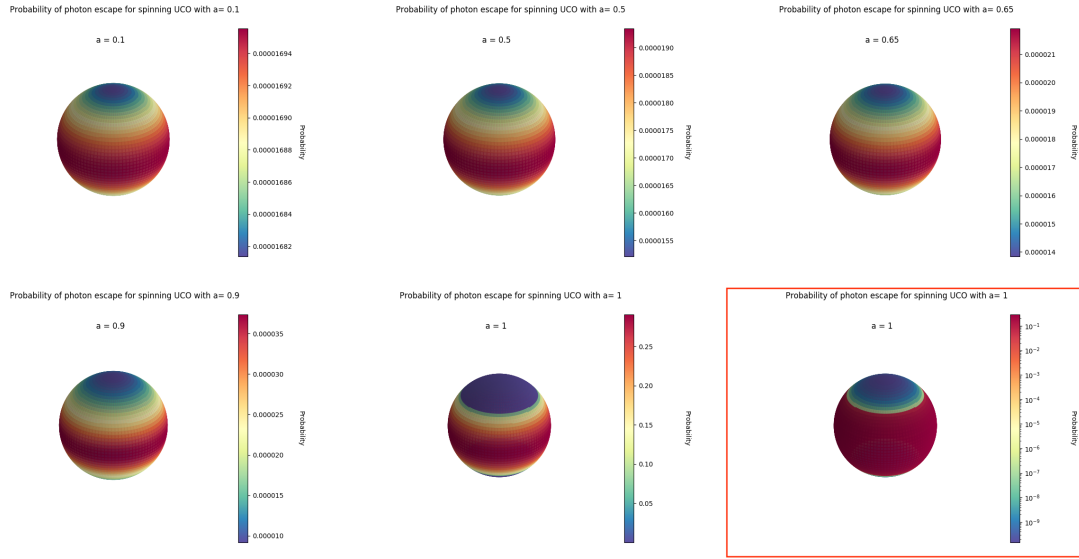 Probability of photon escape for spinning UCO with a= 0.1
a = 0.1
0.00001694
0.00001692
0.00001690
0.00001688
0.00001686
0.00001684
0.00001682
Probability
Probability of photon escape for spinning UCO with a= 0.5
a = 0.5
0.0000190
0.0000185
0.0000180
0.0000175
0.0000170
0.0000165
0.0000160
0.0000155
Probability
Probability of photon escape for spinning UCO with a= 0.65
a = 0.65
0.000021
0.000020
0.000019
0.000018
0.000017
0.000016
0.000015
0.000014
Probability
Probability of photon escape for spinning UCO with a= 0.9
a = 0.9
0.000035
0.000030
0.000025
0.000020
0.000015
0.000010
Probability
Probability of photon escape for spinning UCO with a= 1
a = 1
0.25
0.20
0.15
0.10
0.05
Probability
Probability of photon escape for spinning UCO with a= 1
a = 1
10⁻¹
10⁻²
10⁻³
10⁻⁴
10⁻⁵
10⁻⁶
10⁻⁷
10⁻⁸
10⁻⁹
Probability